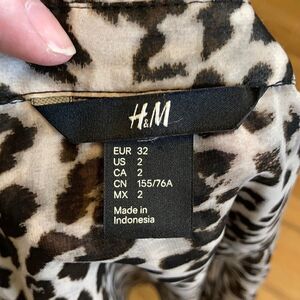 H&M
EUR 32
US 2
CA 2
CN 155/76A
MX 2
Made in
Indonesia